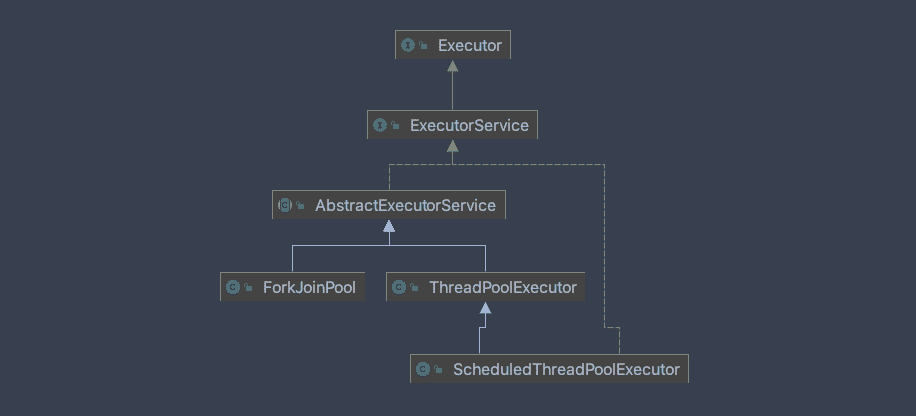 Executor
ExecutorService
AbstractExecutorService
ForkJoinPool
ThreadPoolExecutor
ScheduledThreadPoolExecutor